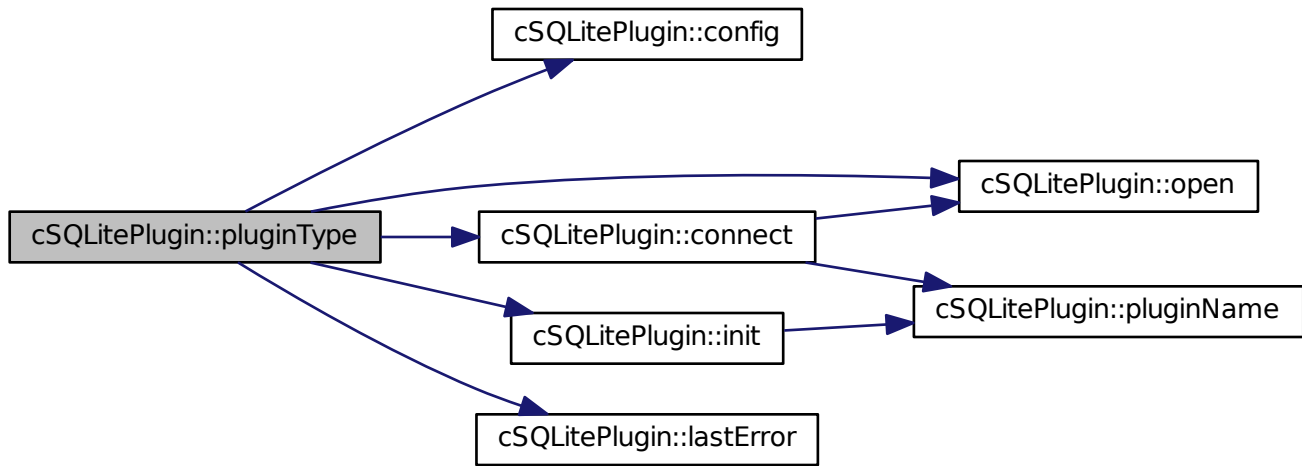 cSQLitePlugin::config
cSQLitePlugin::open
cSQLitePlugin::pluginType
cSQLitePlugin::connect
cSQLitePlugin::pluginName
cSQLitePlugin::init
cSQLitePlugin::lastError